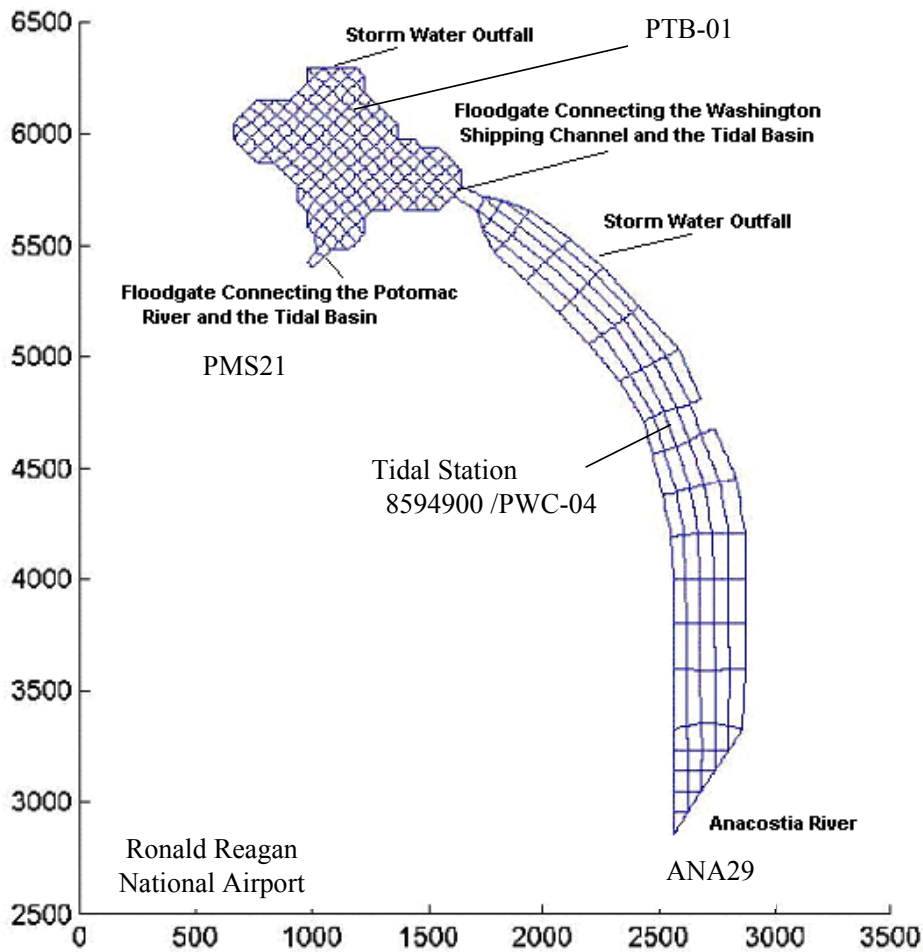 6500
Storm Water Outfall
PTB-01
6000
Floodgate Connecting the Washington
Shipping Channel and the Tidal Basin
5500
Storm Water Outfall
Floodgate Connecting the Potomac
River and the Tidal Basin
5000
PMS21
4500
Tidal Station
8594900 /PWC-04
4000
3500
3000
Anacostia River
Ronald Reagan
National Airport
ANA29
2500
0 500 1000 1500 2000 2500 3000 3500